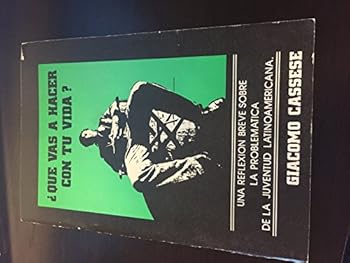 ¿QUE VAS A HACER
CON TU VIDA?
UNA REFLEXION BREVE SOBRE
LA PROBLEMATICA
DE LA JUVENTUD LATINOAMERICANA.
GIACOMO CASSESE